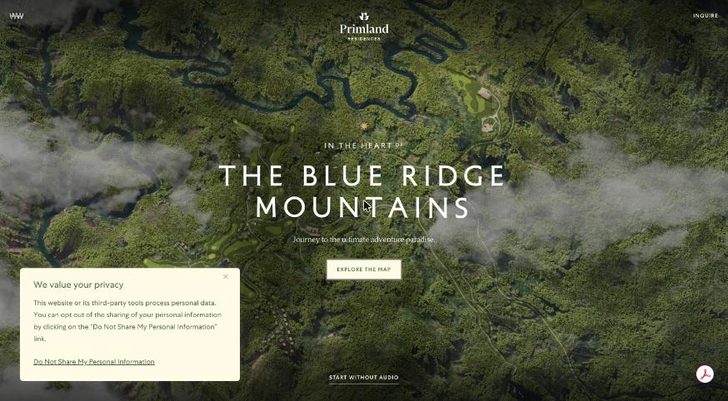 Primland
RESIDENCES
INQUIRE
IN THE HEART OF
THE BLUE RIDGE
MOUNTAINS
Journey to the ultimate adventure paradise.
EXPLORE THE MAP
We value your privacy
This website or its third-party tools process personal data.
You can opt out of the sharing of your personal information
by clicking on the "Do Not Share My Personal Information"
link.
Do Not Share My Personal Information
START WITHOUT AUDIO